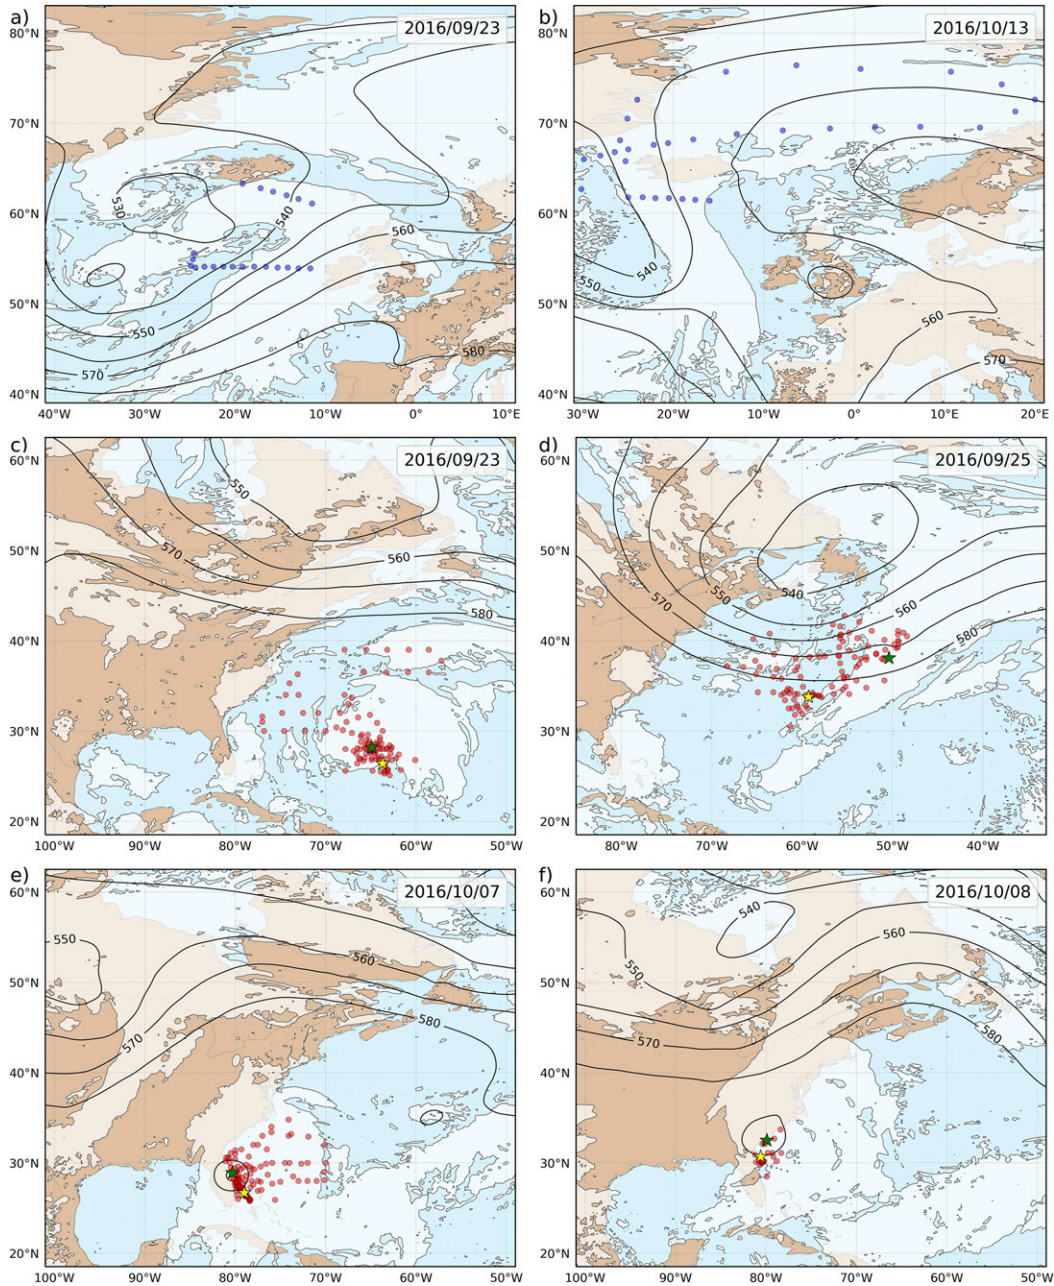 a)
2016/09/23
80°N
70°N
60°N
50°N
40°N
530
540
560
550
570
580
40°W
30°W
20°W
10°W
0°
10°E
b)
2016/10/13
80°N
70°N
60°N
50°N
40°N
540
550
560
570
30°W
20°W
10°W
0°
10°E
20°E
c)
2016/09/23
60°N
50°N
40°N
30°N
20°N
550
570
560
580
100°W
90°W
80°W
70°W
60°W
50°W
d)
2016/09/25
60°N
50°N
40°N
30°N
20°N
550
570
540
560
580
80°W
70°W
60°W
50°W
40°W
e)
2016/10/07
60°N
50°N
40°N
30°N
20°N
550
560
570
580
100°W
90°W
80°W
70°W
60°W
50°W
f)
2016/10/08
60°N
50°N
40°N
30°N
20°N
540
550
560
570
580
100°W
90°W
80°W
70°W
60°W
50°W